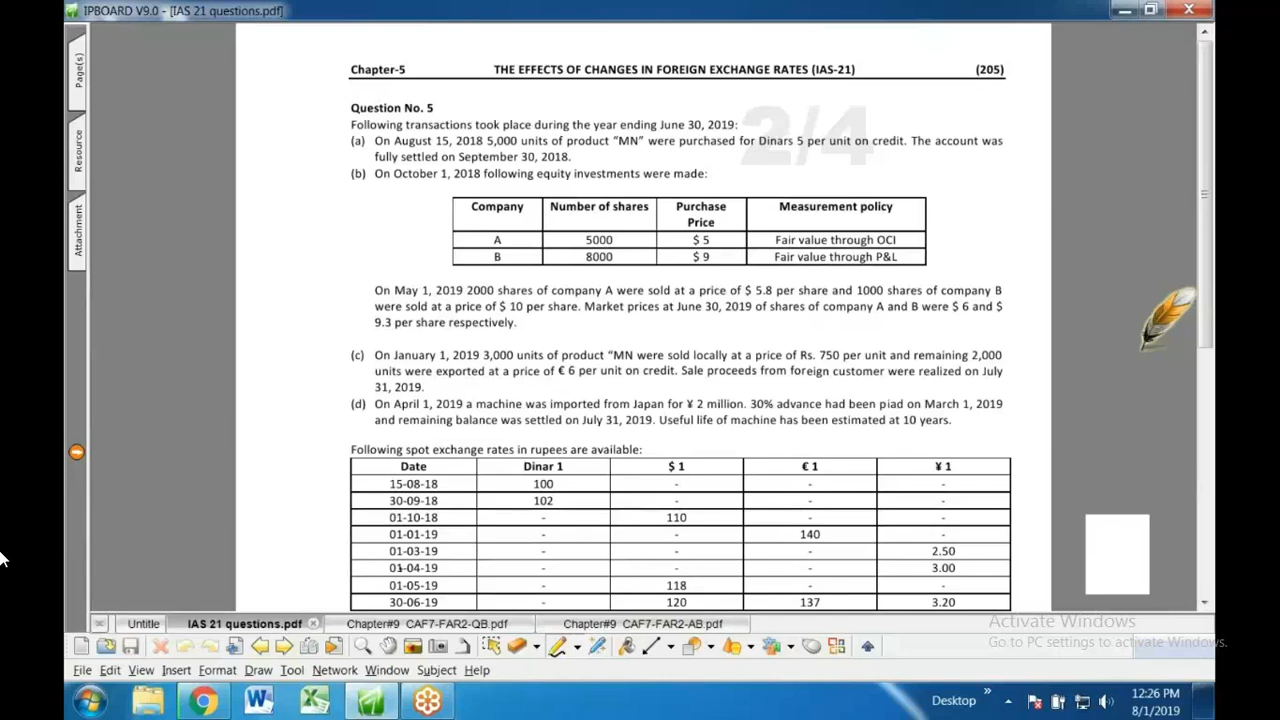 IPBOARD V9.0 - [IAS 21 questions.pdf]
Page(s)
Resource
Attachment
Chapter-5 THE EFFECTS OF CHANGES IN FOREIGN EXCHANGE RATES (IAS-21) (205)
2/4
Question No. 5
Following transactions took place during the year ending June 30, 2019:
(a) On August 15, 2018 5,000 units of product “MN” were purchased for Dinars 5 per unit on credit. The account was
fully settled on September 30, 2018.
(b) On October 1, 2018 following equity investments were made:
Company Number of shares Purchase Price Measurement policy
A 5000 $ 5 Fair value through OCI
B 8000 $ 9 Fair value through P&L
On May 1, 2019 2000 shares of company A were sold at a price of $ 5.8 per share and 1000 shares of company B
were sold at a price of $ 10 per share. Market prices at June 30, 2019 of shares of company A and B were $ 6 and $
9.3 per share respectively.
(c) On January 1, 2019 3,000 units of product “MN were sold locally at a price of Rs. 750 per unit and remaining 2,000
units were exported at a price of € 6 per unit on credit. Sale proceeds from foreign customer were realized on July
31, 2019.
(d) On April 1, 2019 a machine was imported from Japan for ¥ 2 million. 30% advance had been piad on March 1, 2019
and remaining balance was settled on July 31, 2019. Useful life of machine has been estimated at 10 years.
Following spot exchange rates in rupees are available:
Date Dinar 1 $ 1 € 1 ¥ 1
15-08-18 100 - - -
30-09-18 102 - - -
01-10-18 - 110 - -
01-01-19 - - 140 -
01-03-19 - - - 2.50
01-04-19 - - - 3.00
01-05-19 - 118 - -
30-06-19 - 120 137 3.20
Untitle IAS 21 questions.pdf Chapter#9 CAF7-FAR2-QB.pdf Chapter#9 CAF7-FAR2-AB.pdf
Activate Windows
Go to PC settings to activate Windows.
File Edit View Insert Format Draw Tool Network Window Subject Help
Desktop
12:26 PM
8/1/2019